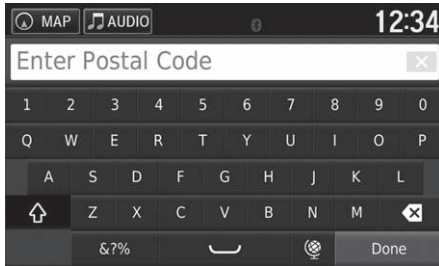 MAP AUDIO 12:34
Enter Postal Code
1 2 3 4 5 6 7 8 9 0
Q W E R T Y U I O P
A S D F G H J K L
Z X C V B N M
&?% Done